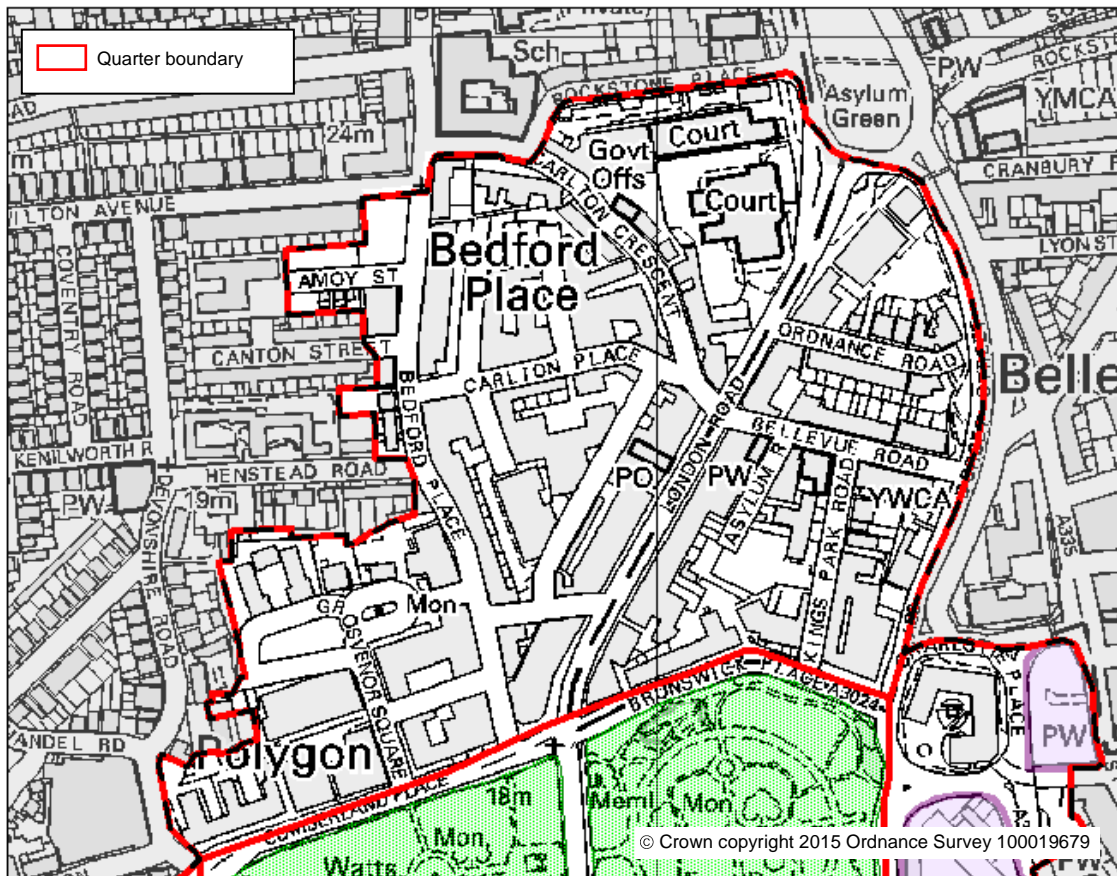 Quarter boundary
Sch
ROCKSTONE PLACE
PW
YMCA
Asylum
Green
24m
Court
Govt
Offs
CRANBURY
WILTON AVENUE
CARLTON CRESCENT
Court
LYON ST
COVENTRY ROAD
Bedford
Place
AMOY ST
ORDNANCE ROAD
CANTON STREET
CARLTON PLACE
Belle
BEDFORD PLACE
LONDON ROAD
BELLEVUE ROAD
KENILWORTH R
HENSTEAD ROAD
PO
PW
ASYLUM R
YWCA
PW
19m
DEVONSHIRE ROAD
BEDFORD PLACE
KINGS PARK ROAD
A335
Mon
GROSVENOR SQUARE
BRUNSWICK PLACE A3024
PLACE
PW
ANDEL RD
Polygon
CUMBERLAND PLACE
18m
Meml
Mon
Mon
Watts
PW
© Crown copyright 2015 Ordnance Survey 100019679